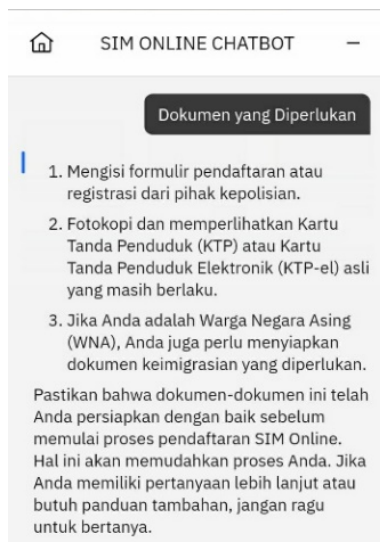 SIM ONLINE CHATBOT
Dokumen yang Diperlukan
1. Mengisi formulir pendaftaran atau
registrasi dari pihak kepolisian.
2. Fotokopi dan memperlihatkan Kartu
Tanda Penduduk (KTP) atau Kartu
Tanda Penduduk Elektronik (KTP-el) asli
yang masih berlaku.
3. Jika Anda adalah Warga Negara Asing
(WNA), Anda juga perlu menyiapkan
dokumen keimigrasian yang diperlukan.
Pastikan bahwa dokumen-dokumen ini telah
Anda persiapkan dengan baik sebelum
memulai proses pendaftaran SIM Online.
Hal ini akan memudahkan proses Anda. Jika
Anda memiliki pertanyaan lebih lanjut atau
butuh panduan tambahan, jangan ragu
untuk bertanya.